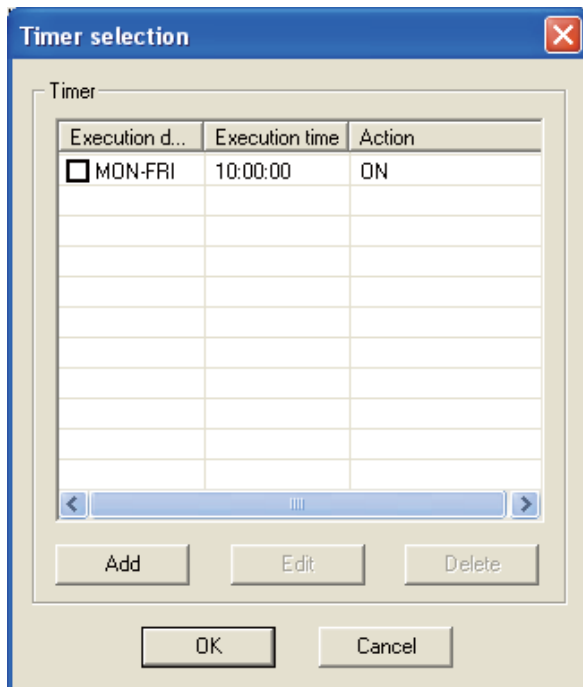 Timer selection
Timer
Execution d... Execution time Action
MON-FRI 10:00:00 ON
Add Edit Delete
OK Cancel